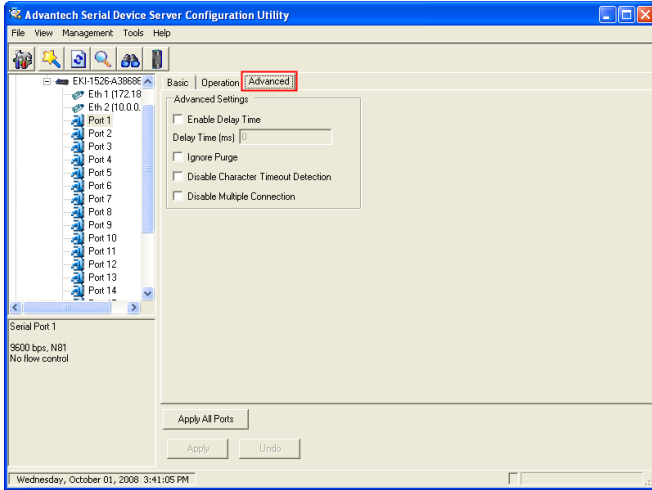 Advantech Serial Device Server Configuration Utility
File View Management Tools Help
EKI-1526-A3868E
Eth 1 (172.18
Eth 2 (10.0.0.
Port 1
Port 2
Port 3
Port 4
Port 5
Port 6
Port 7
Port 8
Port 9
Port 10
Port 11
Port 12
Port 13
Port 14
Serial Port 1
9600 bps, N81
No flow control
Basic Operation Advanced
Advanced Settings
Enable Delay Time
Delay Time (ms) 0
Ignore Purge
Disable Character Timeout Detection
Disable Multiple Connection
Apply All Ports
Apply Undo
Wednesday, October 01, 2008 3:41:05 PM